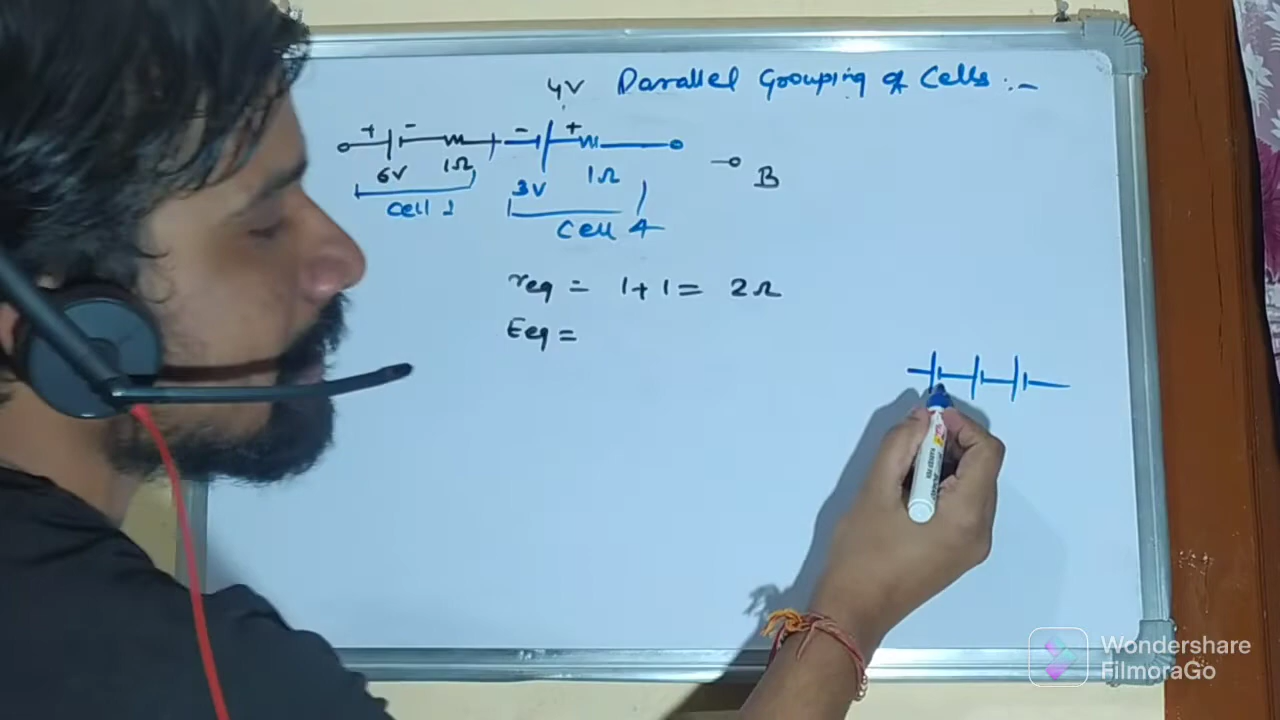 4V Parallel Grouping of Cells :-
+ - - +
6V 1Ω 3V 1Ω B
Cell 1 Cell 4
req = 1+1= 2Ω
Eeq =
Wondershare
FilmoraGo